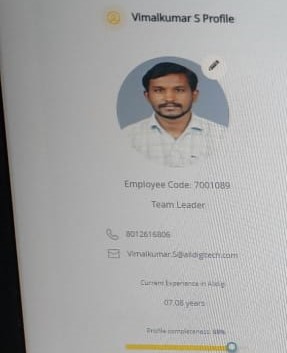 Vimalkumar S Profile
Employee Code: 7001089
Team Leader
8012616806
Vimalkumar.S@alldigitech.com
Current Experience in Alldigi
07.08 years
Profile completeness: 88%